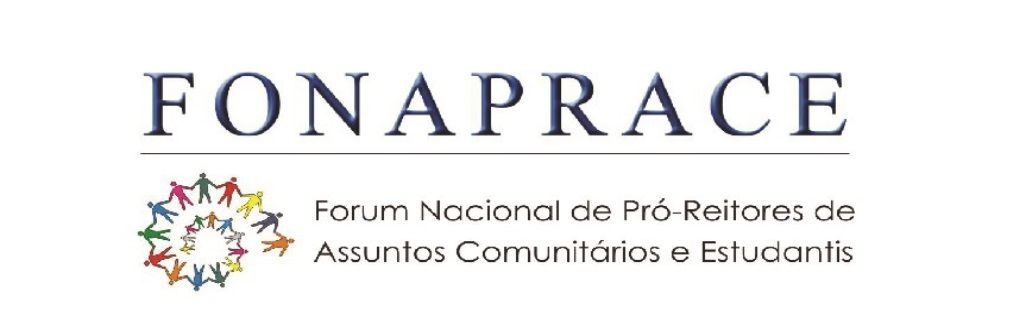 FONAPRACE
Forum Nacional de Pró-Reitores de
Assuntos Comunitários e Estudantis